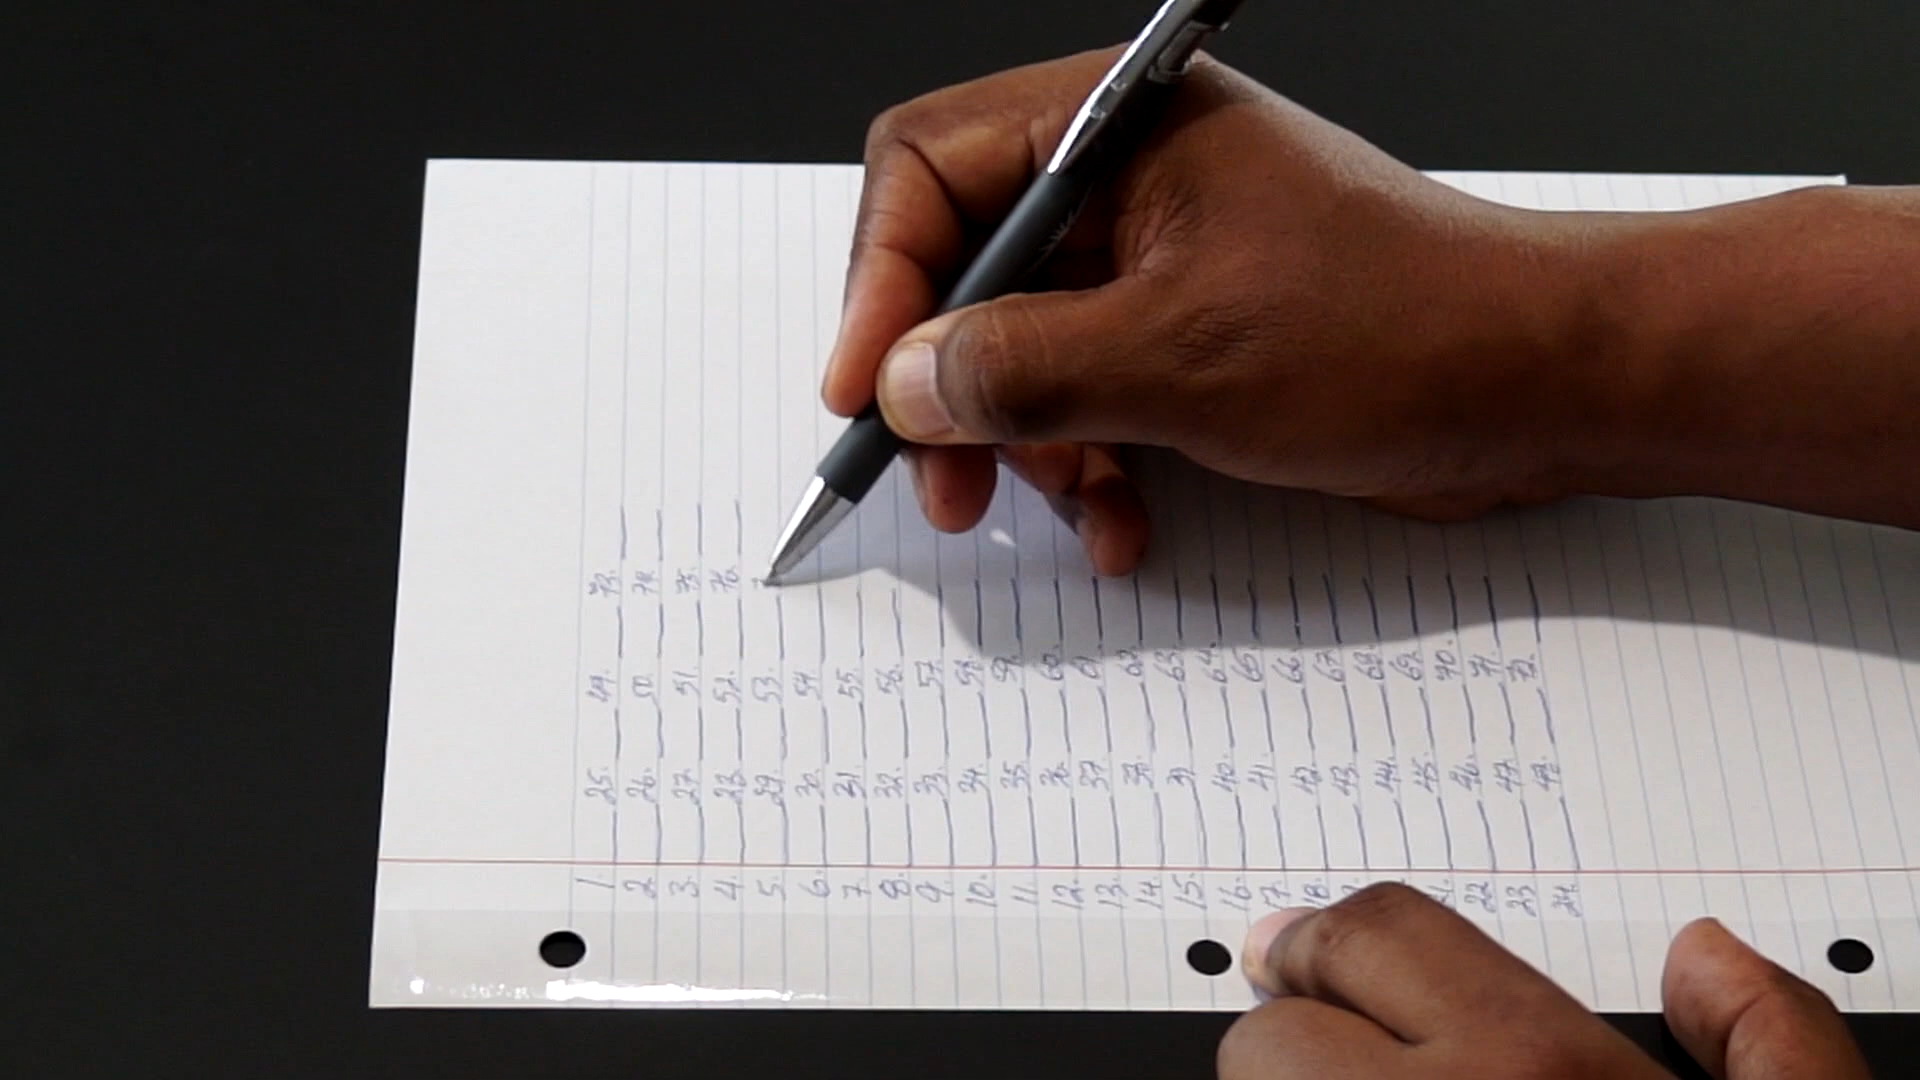 1. 25. 49. 73.
2. 26. 50. 74.
3. 27. 51. 75.
4. 28. 52. 76.
5. 29. 53. 7
6. 30. 54.
7. 31. 55.
8. 32. 56.
9. 33. 57.
10. 34. 58.
11. 35. 59.
12. 36. 60.
13. 37. 61.
14. 38. 62.
15. 39. 63.
16. 40. 64.
17. 41. 65.
18. 42. 66.
43. 67.
44. 68.
45. 69.
22. 46. 70.
23. 47. 71.
24. 48. 72.